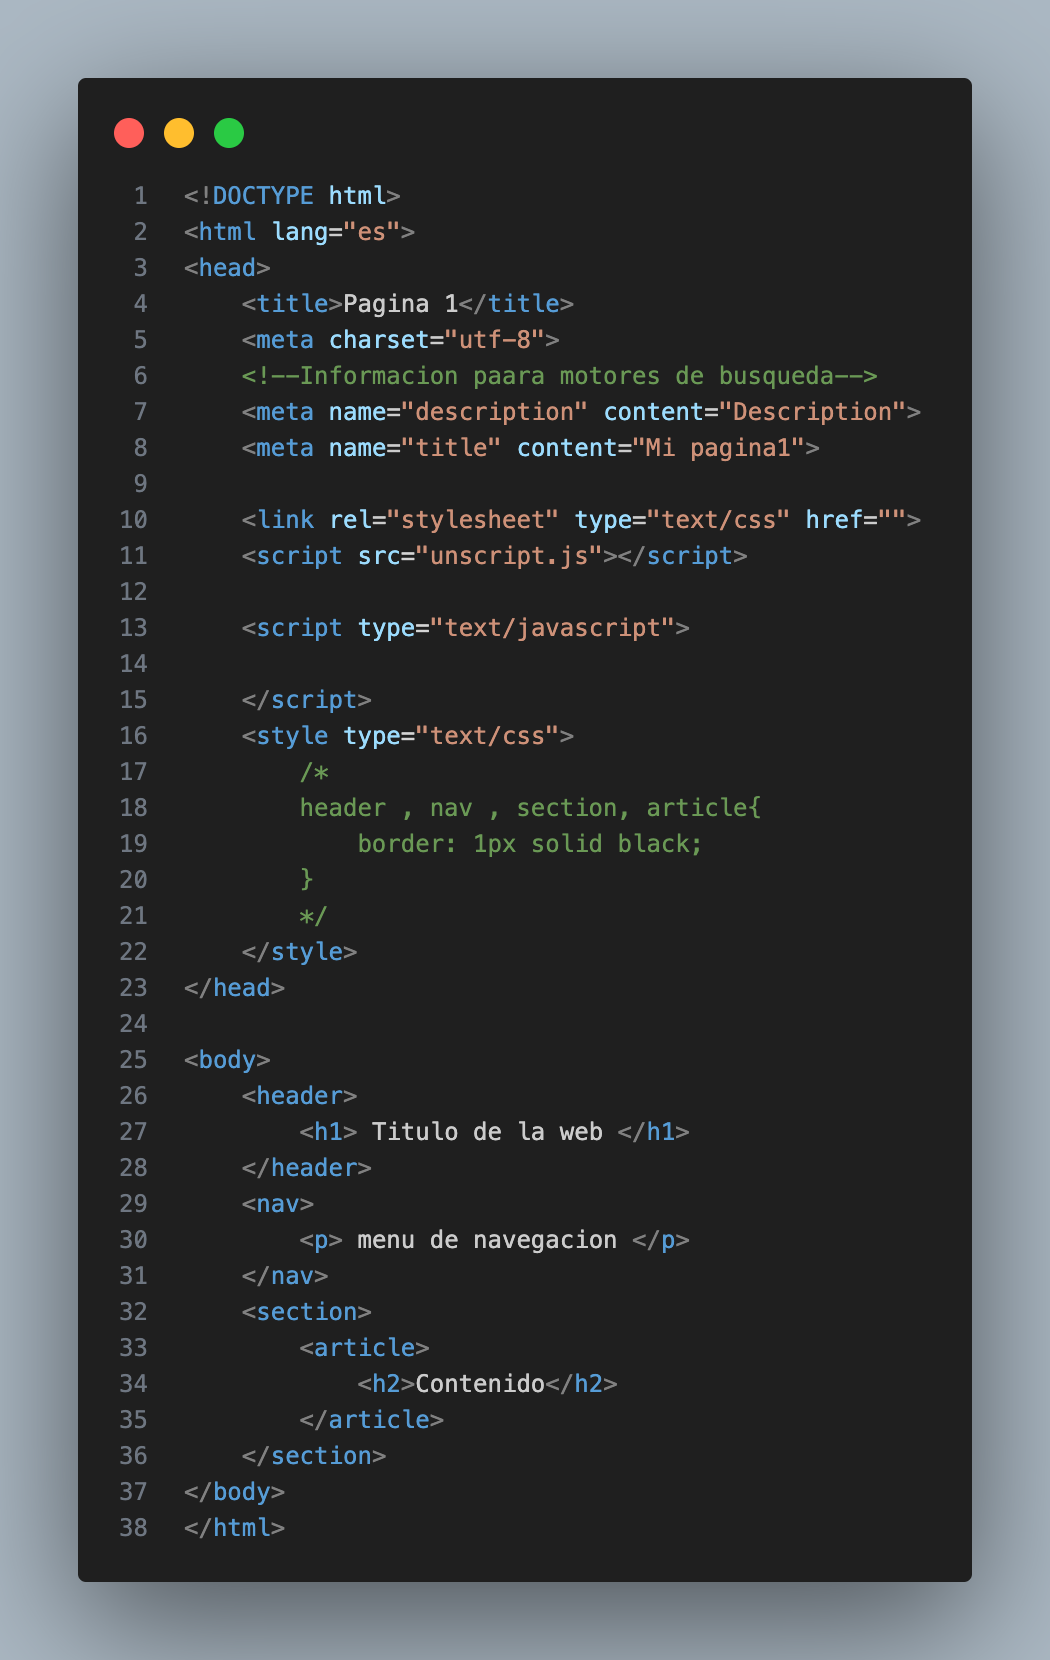 1 <!DOCTYPE html>
2 <html lang="es">
3 <head>
4     <title>Pagina 1</title>
5     <meta charset="utf-8">
6     <!--Informacion paara motores de busqueda-->
7     <meta name="description" content="Description">
8     <meta name="title" content="Mi pagina1">
9
10     <link rel="stylesheet" type="text/css" href="">
11     <script src="unscript.js"></script>
12
13     <script type="text/javascript">
14
15     </script>
16     <style type="text/css">
17         /*
18         header , nav , section, article{
19             border: 1px solid black;
20         }
21         */
22     </style>
23 </head>
24
25 <body>
26     <header>
27         <h1> Titulo de la web </h1>
28     </header>
29     <nav>
30         <p> menu de navegacion </p>
31     </nav>
32     <section>
33         <article>
34             <h2>Contenido</h2>
35         </article>
36     </section>
37 </body>
38 </html>